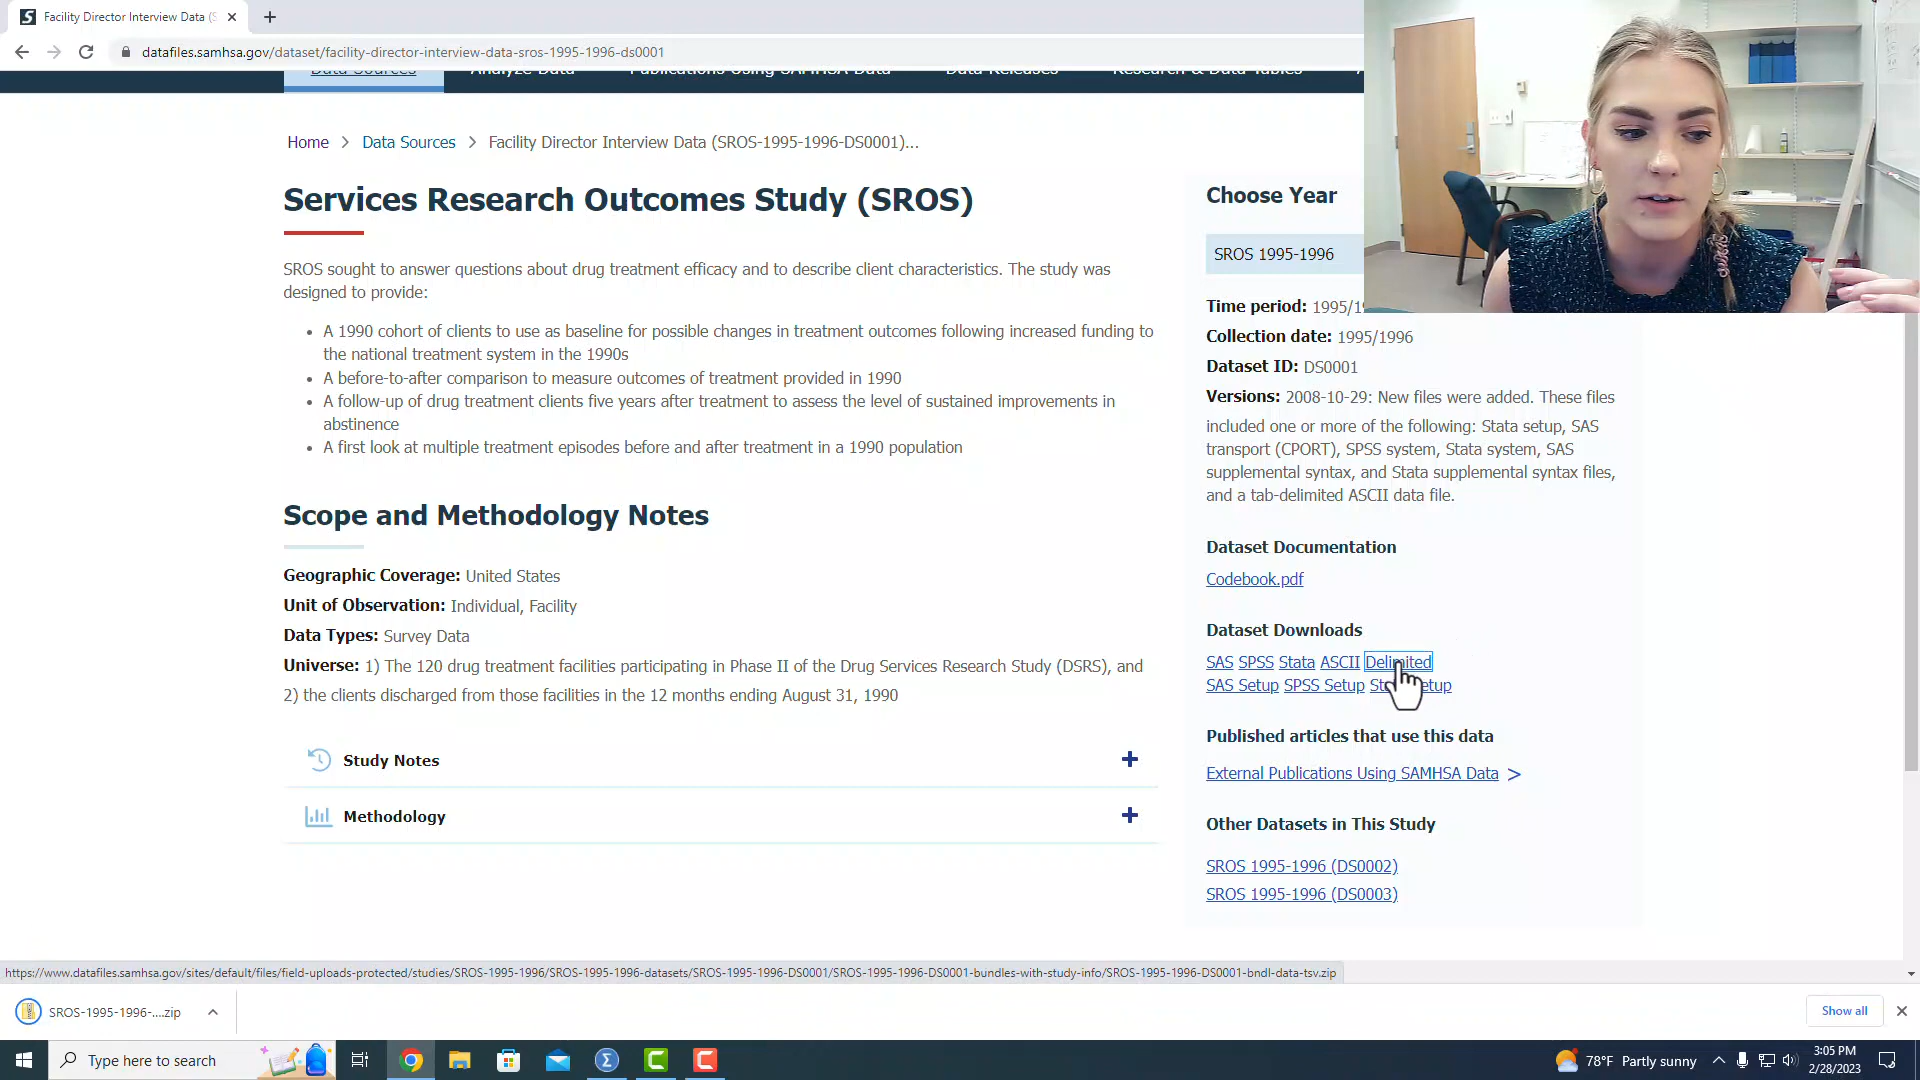 Facility Director Interview Data (S
datafiles.samhsa.gov/dataset/facility-director-interview-data-sros-1995-1996-ds0001
Data Sources Analyze Data Publications Using SAMHSA Data Data Releases Research & Data Tables
Home > Data Sources > Facility Director Interview Data (SROS-1995-1996-DS0001)...
Services Research Outcomes Study (SROS)
SROS sought to answer questions about drug treatment efficacy and to describe client characteristics. The study was
designed to provide:
• A 1990 cohort of clients to use as baseline for possible changes in treatment outcomes following increased funding to
the national treatment system in the 1990s
• A before-to-after comparison to measure outcomes of treatment provided in 1990
• A follow-up of drug treatment clients five years after treatment to assess the level of sustained improvements in
abstinence
• A first look at multiple treatment episodes before and after treatment in a 1990 population
Scope and Methodology Notes
Geographic Coverage: United States
Unit of Observation: Individual, Facility
Data Types: Survey Data
Universe: 1) The 120 drug treatment facilities participating in Phase II of the Drug Services Research Study (DSRS), and
2) the clients discharged from those facilities in the 12 months ending August 31, 1990
Study Notes +
Methodology +
Choose Year
SROS 1995-1996
Time period: 1995/1
Collection date: 1995/1996
Dataset ID: DS0001
Versions: 2008-10-29: New files were added. These files
included one or more of the following: Stata setup, SAS
transport (CPORT), SPSS system, Stata system, SAS
supplemental syntax, and Stata supplemental syntax files,
and a tab-delimited ASCII data file.
Dataset Documentation
Codebook.pdf
Dataset Downloads
SAS SPSS Stata ASCII Delimited
SAS Setup SPSS Setup St etup
Published articles that use this data
External Publications Using SAMHSA Data >
Other Datasets in This Study
SROS 1995-1996 (DS0002)
SROS 1995-1996 (DS0003)
https://www.datafiles.samhsa.gov/sites/default/files/field-uploads-protected/studies/SROS-1995-1996/SROS-1995-1996-datasets/SROS-1995-1996-DS0001/SROS-1995-1996-DS0001-bundles-with-study-info/SROS-1995-1996-DS0001-bndl-data-tsv.zip
SROS-1995-1996-....zip
Show all
Type here to search
78°F Partly sunny
3:05 PM
2/28/2023